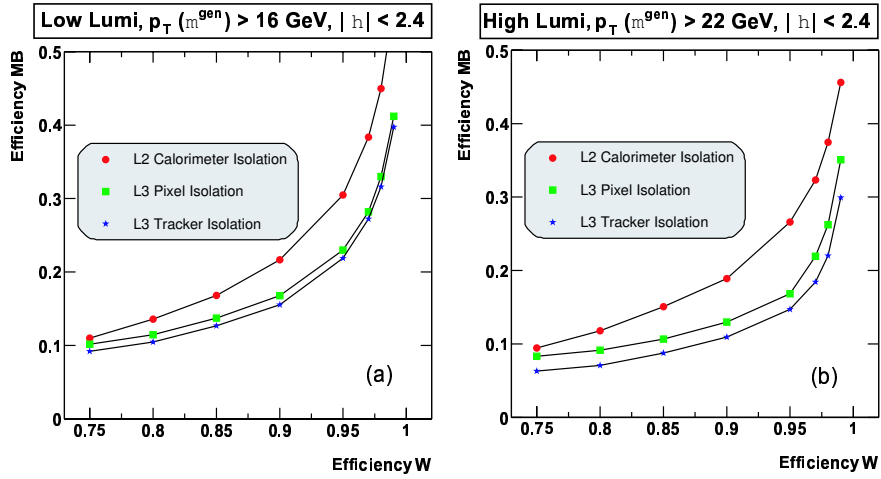 Low Lumi, pT (m^gen) > 16 GeV, | h | < 2.4
Efficiency MB
0.5
0.4
0.3
0.2
0.1
0
L2 Calorimeter Isolation
L3 Pixel Isolation
L3 Tracker Isolation
(a)
0.75 0.8 0.85 0.9 0.95 1
Efficiency W
High Lumi, pT (m^gen) > 22 GeV, | h | < 2.4
Efficiency MB
0.5
0.4
0.3
0.2
0.1
0
L2 Calorimeter Isolation
L3 Pixel Isolation
L3 Tracker Isolation
(b)
0.75 0.8 0.85 0.9 0.95 1
Efficiency W